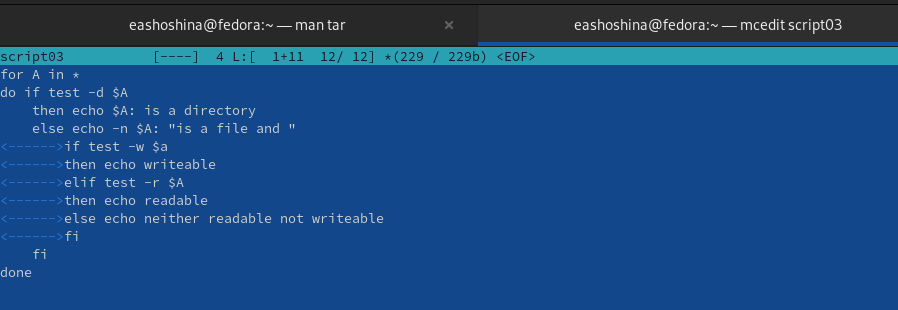 eashoshina@fedora:~ — man tar × eashoshina@fedora:~ — mcedit script03
script03 [----] 4 L:[ 1+11 12/ 12] *(229 / 229b) <EOF>
for A in *
do if test -d $A
then echo $A: is a directory
else echo -n $A: "is a file and "
<------>if test -w $a
<------>then echo writeable
<------>elif test -r $A
<------>then echo readable
<------>else echo neither readable not writeable
<------>fi
fi
done